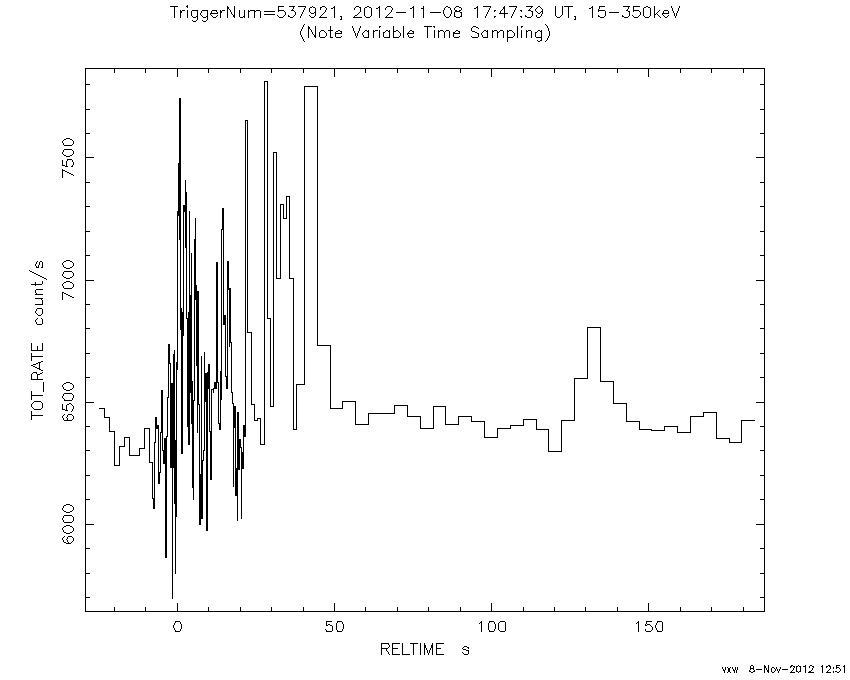 TriggerNum=537921, 2012-11-08 17:47:39 UT, 15-350keV
(Note Variable Time Sampling)
TOT_RATE count/s
7500
7000
6500
6000
0 50 100 150
RELTIME s
vxw 8-Nov-2012 12:51